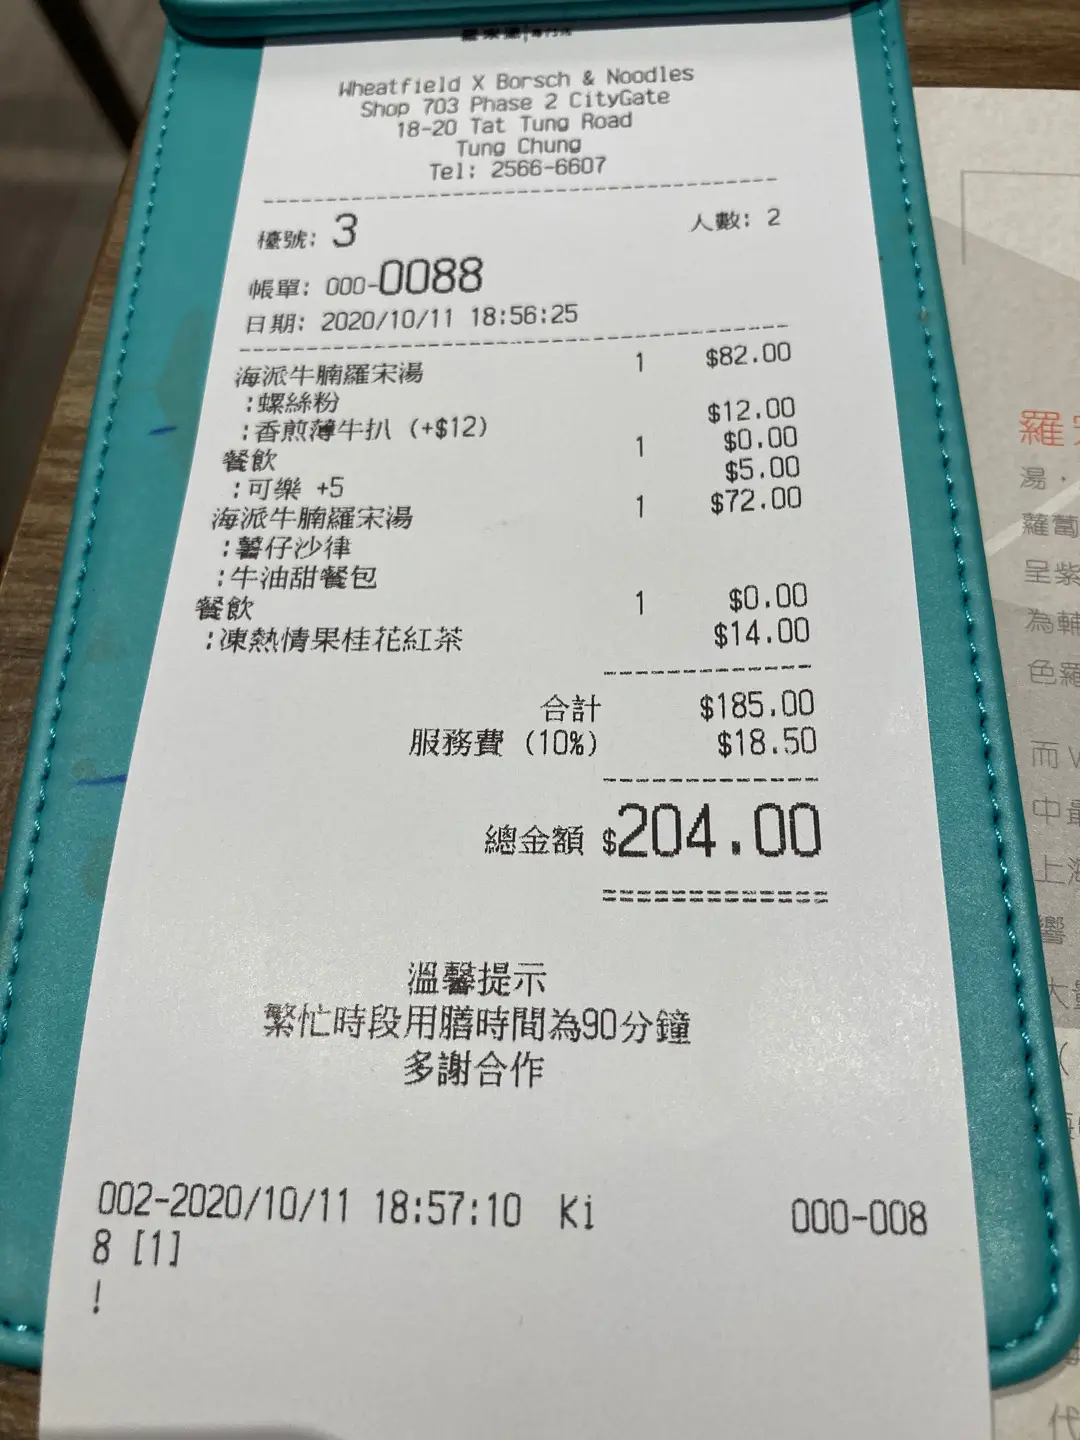 Wheatfield X Borsch & Noodles
Shop 703 Phase 2 CityGate
18-20 Tat Tung Road
Tung Chung
Tel: 2566-6607
檯號: 3 人數: 2
帳單: 000-0088
日期: 2020/10/11 18:56:25
海派牛腩羅宋湯 1 $82.00
:螺絲粉
:香煎薄牛扒 (+$12) $12.00
餐飲 1 $0.00
:可樂 +5 $5.00
海派牛腩羅宋湯 1 $72.00
:薯仔沙律
:牛油甜餐包
餐飲 1 $0.00
:凍熱情果桂花紅茶 $14.00
合計 $185.00
服務費 (10%) $18.50
總金額 $204.00
溫馨提示
繁忙時段用膳時間為90分鐘
多謝合作
002-2020/10/11 18:57:10 Ki 000-008
8 [1]
!
羅
湯．
蘿蔔
呈紫
為輔
色羅
而 W
中最
上海
響
大量
代